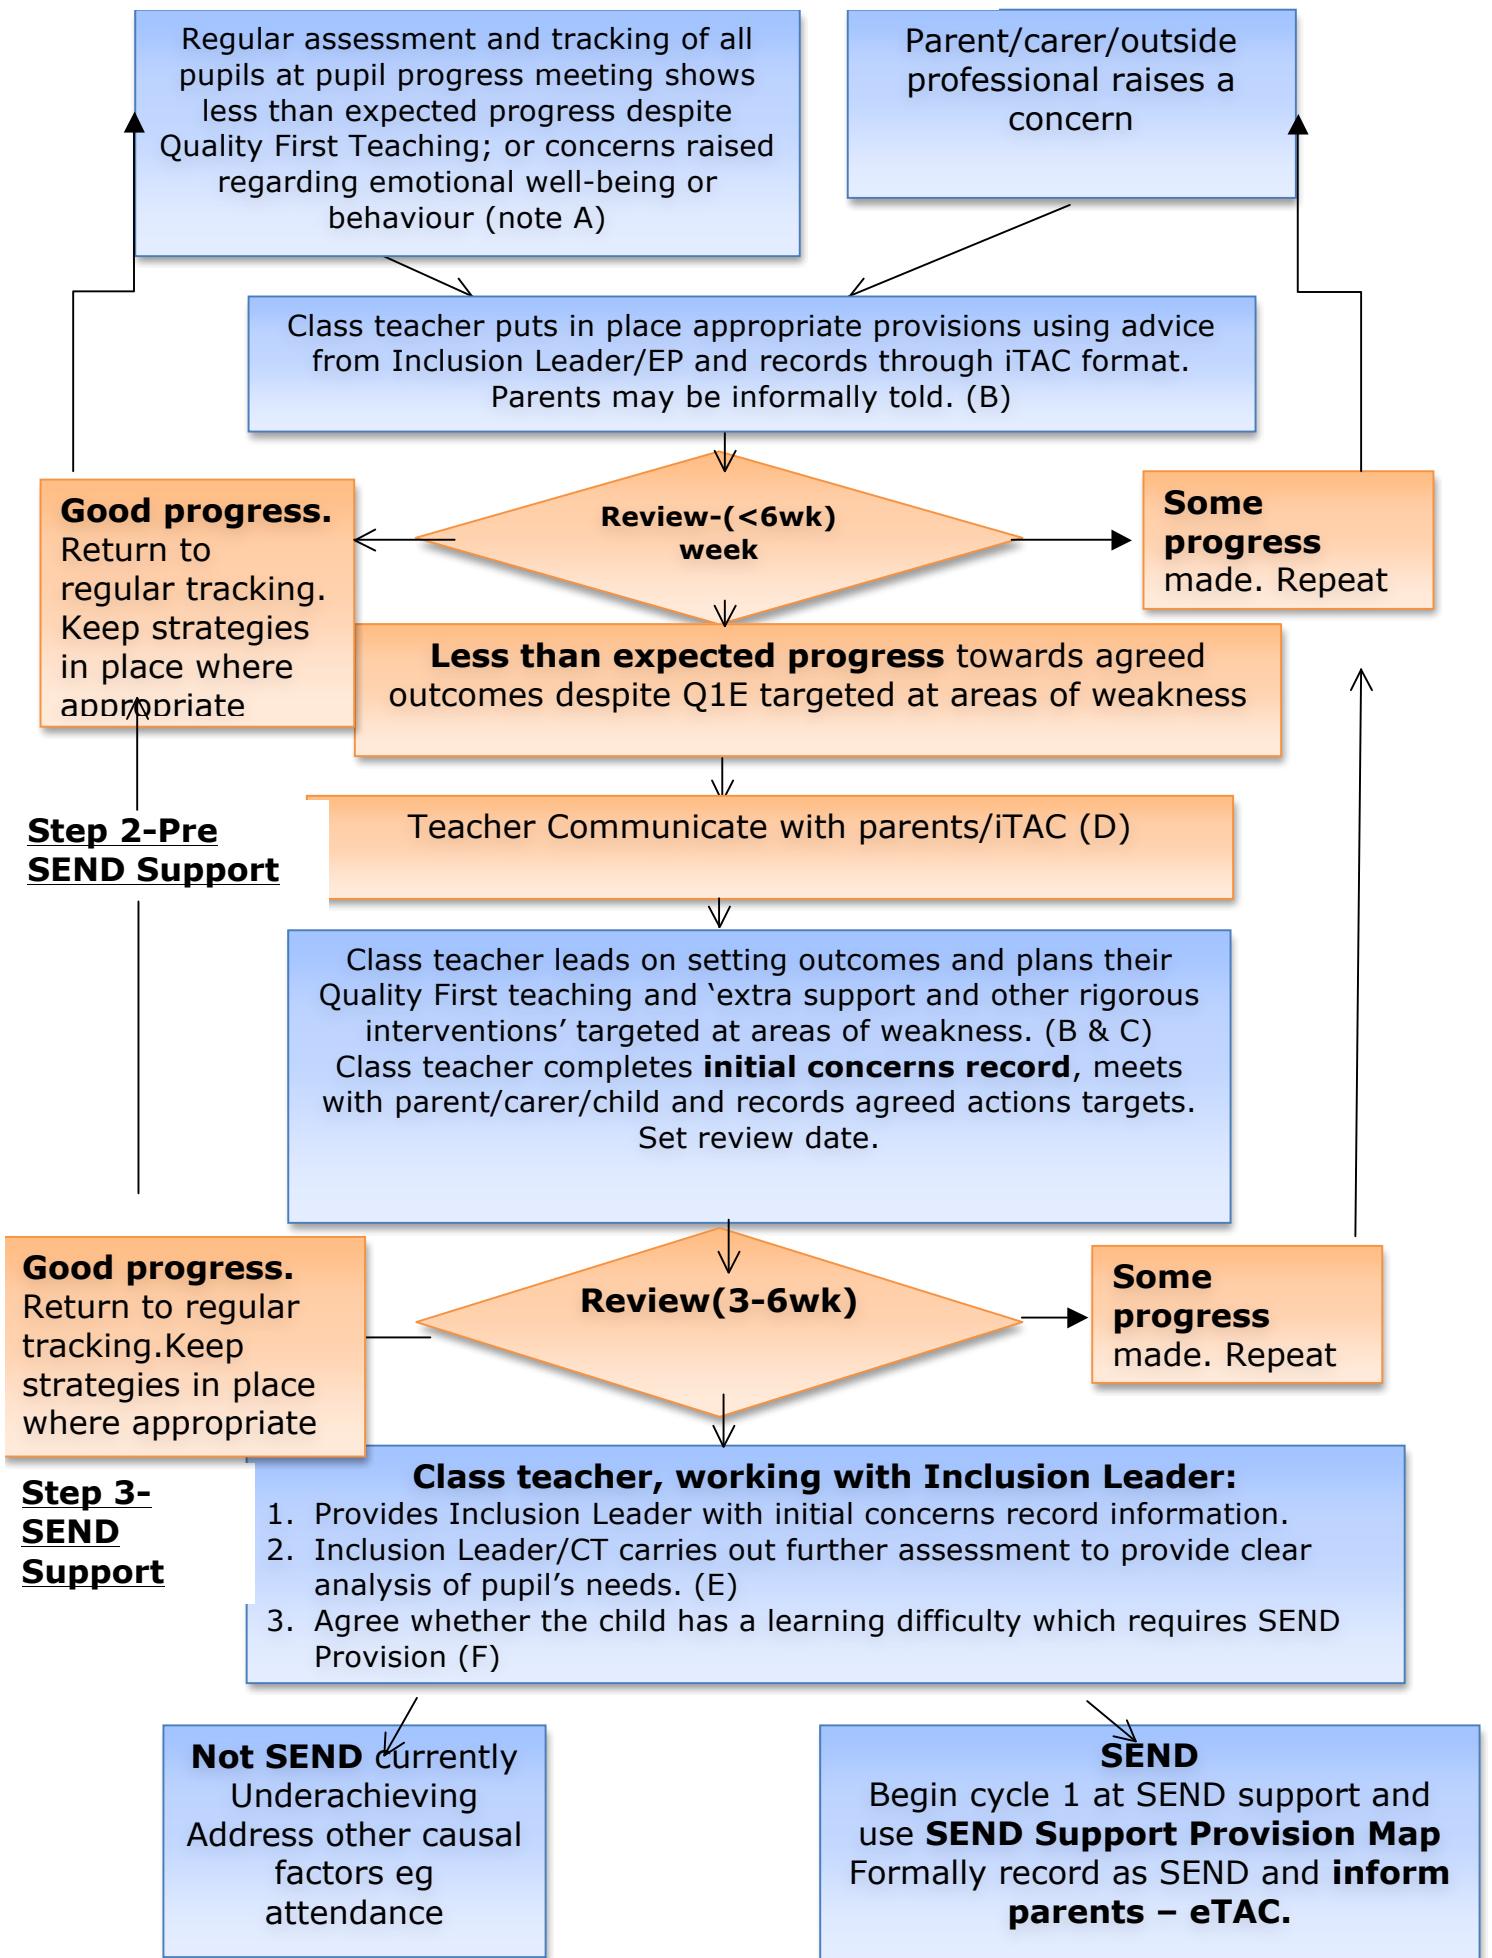 Regular assessment and tracking of all
pupils at pupil progress meeting shows
less than expected progress despite
Quality First Teaching; or concerns raised
regarding emotional well-being or
behaviour (note A)
Parent/carer/outside
professional raises a
concern
Class teacher puts in place appropriate provisions using advice
from Inclusion Leader/EP and records through iTAC format.
Parents may be informally told. (B)
Good progress.
Return to
regular tracking.
Keep strategies
in place where
appropriate
Review-(<6wk)
week
Some
progress
made. Repeat
Less than expected progress towards agreed
outcomes despite Q1E targeted at areas of weakness
Step 2-Pre
SEND Support
Teacher Communicate with parents/iTAC (D)
Class teacher leads on setting outcomes and plans their
Quality First teaching and ‘extra support and other rigorous
interventions’ targeted at areas of weakness. (B & C)
Class teacher completes initial concerns record, meets
with parent/carer/child and records agreed actions targets.
Set review date.
Good progress.
Return to regular
tracking.Keep
strategies in place
where appropriate
Review(3-6wk)
Some
progress
made. Repeat
Step 3-
SEND
Support
Class teacher, working with Inclusion Leader:
1. Provides Inclusion Leader with initial concerns record information.
2. Inclusion Leader/CT carries out further assessment to provide clear
analysis of pupil’s needs. (E)
3. Agree whether the child has a learning difficulty which requires SEND
Provision (F)
Not SEND currently
Underachieving
Address other causal
factors eg
attendance
SEND
Begin cycle 1 at SEND support and
use SEND Support Provision Map
Formally record as SEND and inform
parents – eTAC.